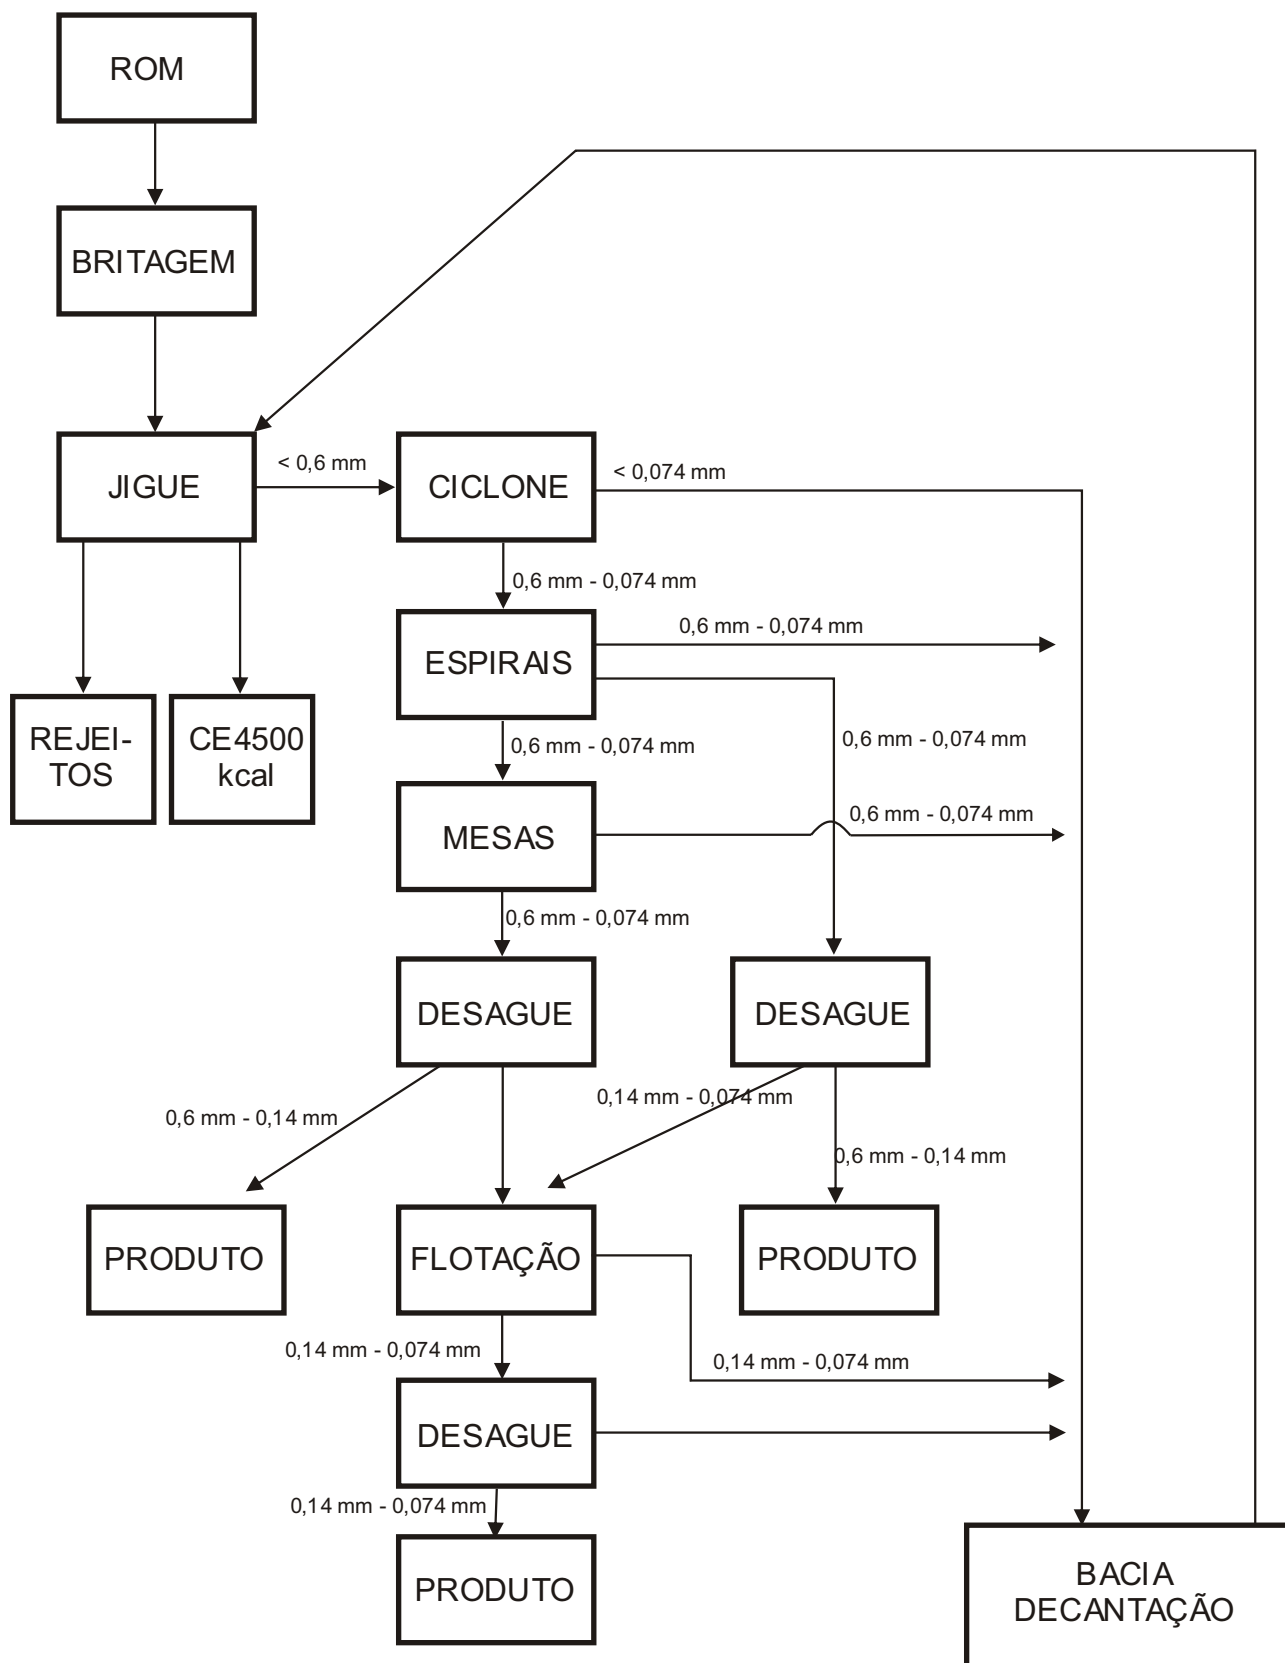 ROM
BRITAGEM
JIGUE
< 0,6 mm
CICLONE
< 0,074 mm
0,6 mm - 0,074 mm
ESPIRAIS
0,6 mm - 0,074 mm
REJEI-
TOS
CE4500
kcal
0,6 mm - 0,074 mm
0,6 mm - 0,074 mm
MESAS
0,6 mm - 0,074 mm
0,6 mm - 0,074 mm
DESAGUE
DESAGUE
0,6 mm - 0,14 mm
0,14 mm - 0,074 mm
0,6 mm - 0,14 mm
PRODUTO
FLOTAÇÃO
PRODUTO
0,14 mm - 0,074 mm
0,14 mm - 0,074 mm
DESAGUE
0,14 mm - 0,074 mm
PRODUTO
BACIA
DECANTAÇÃO